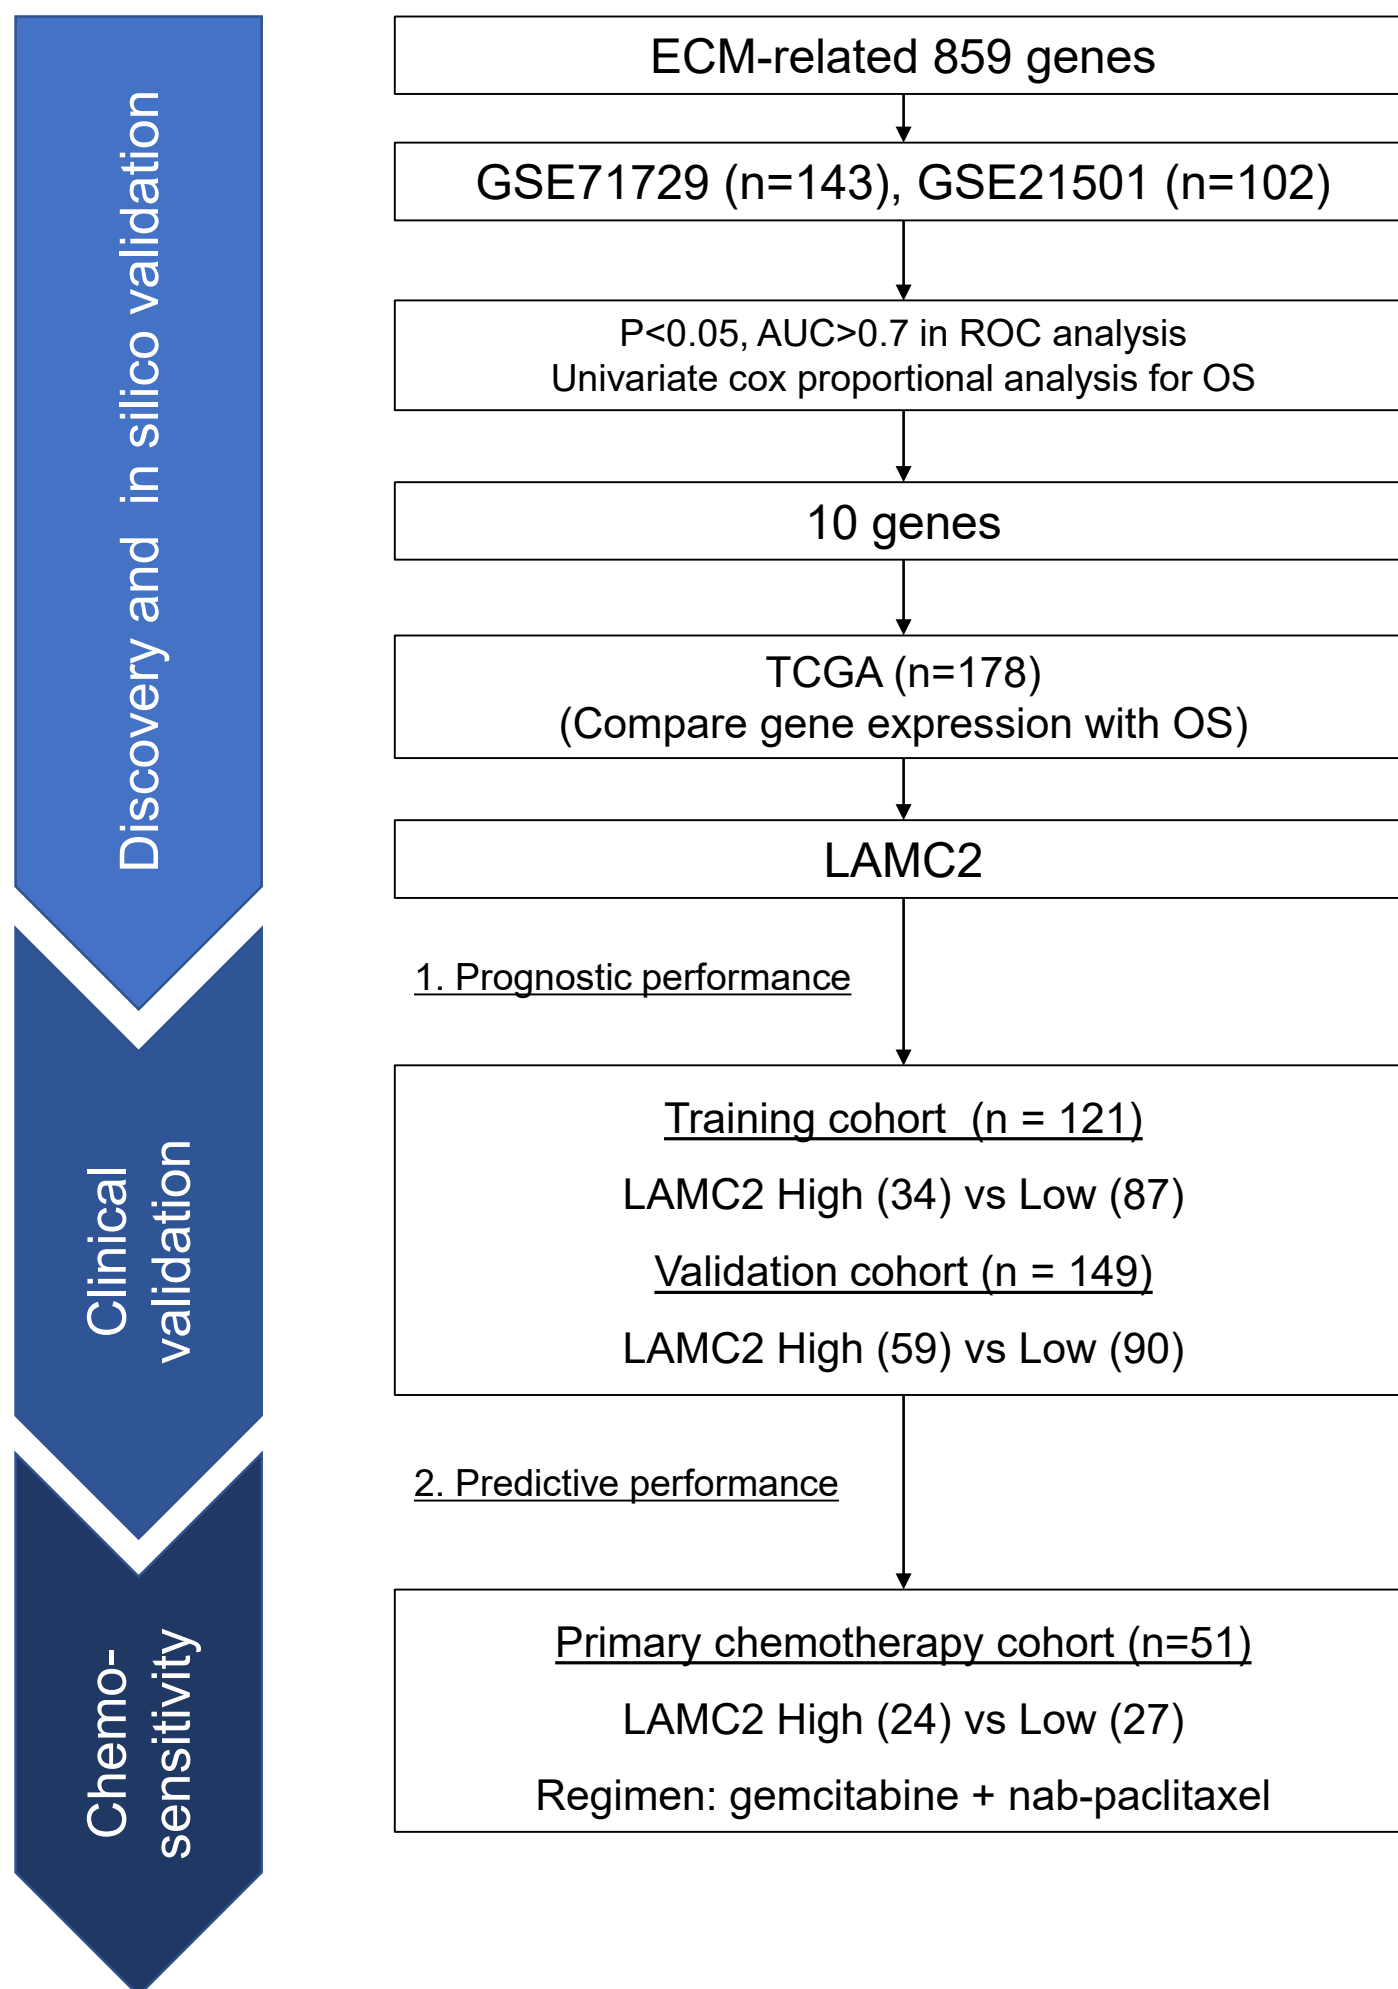 Discovery and  in silico validation
ECM-related 859 genes
GSE71729 (n=143), GSE21501 (n=102)
P<0.05, AUC>0.7 in ROC analysis
Univariate cox proportional analysis for OS
10 genes
TCGA (n=178)
(Compare gene expression with OS)
LAMC2
1. Prognostic performance
Clinical
validation
Training cohort  (n = 121)
LAMC2 High (34) vs Low (87)
Validation cohort (n = 149)
LAMC2 High (59) vs Low (90)
2. Predictive performance
Chemo-
sensitivity
Primary chemotherapy cohort (n=51)
LAMC2 High (24) vs Low (27)
Regimen: gemcitabine + nab-paclitaxel